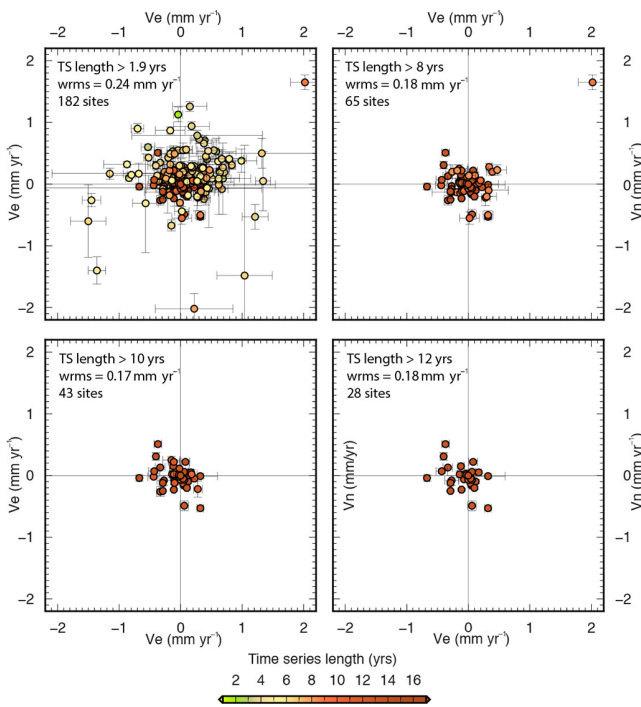 Ve (mm yr⁻¹) Ve (mm yr⁻¹)
−2 −1 0 1 2 −2 −1 0 1 2
TS length > 1.9 yrs
wrms = 0.24 mm yr⁻¹
182 sites
TS length > 8 yrs
wrms = 0.18 mm yr⁻¹
65 sites
2
1
0
−1
−2
Ve (mm yr⁻¹)
2
1
0
−1
−2
Vn (mm yr⁻¹)
TS length > 10 yrs
wrms = 0.17 mm yr⁻¹
43 sites
TS length > 12 yrs
wrms = 0.18 mm yr⁻¹
28 sites
2
1
0
−1
−2
Ve (mm yr⁻¹)
Vn (mm/yr)
2
1
0
−1
−2
Vn (mm yr⁻¹)
−2 −1 0 1 2 −2 −1 0 1 2
Ve (mm yr⁻¹) Ve (mm yr⁻¹)
Time series length (yrs)
2 4 6 8 10 12 14 16